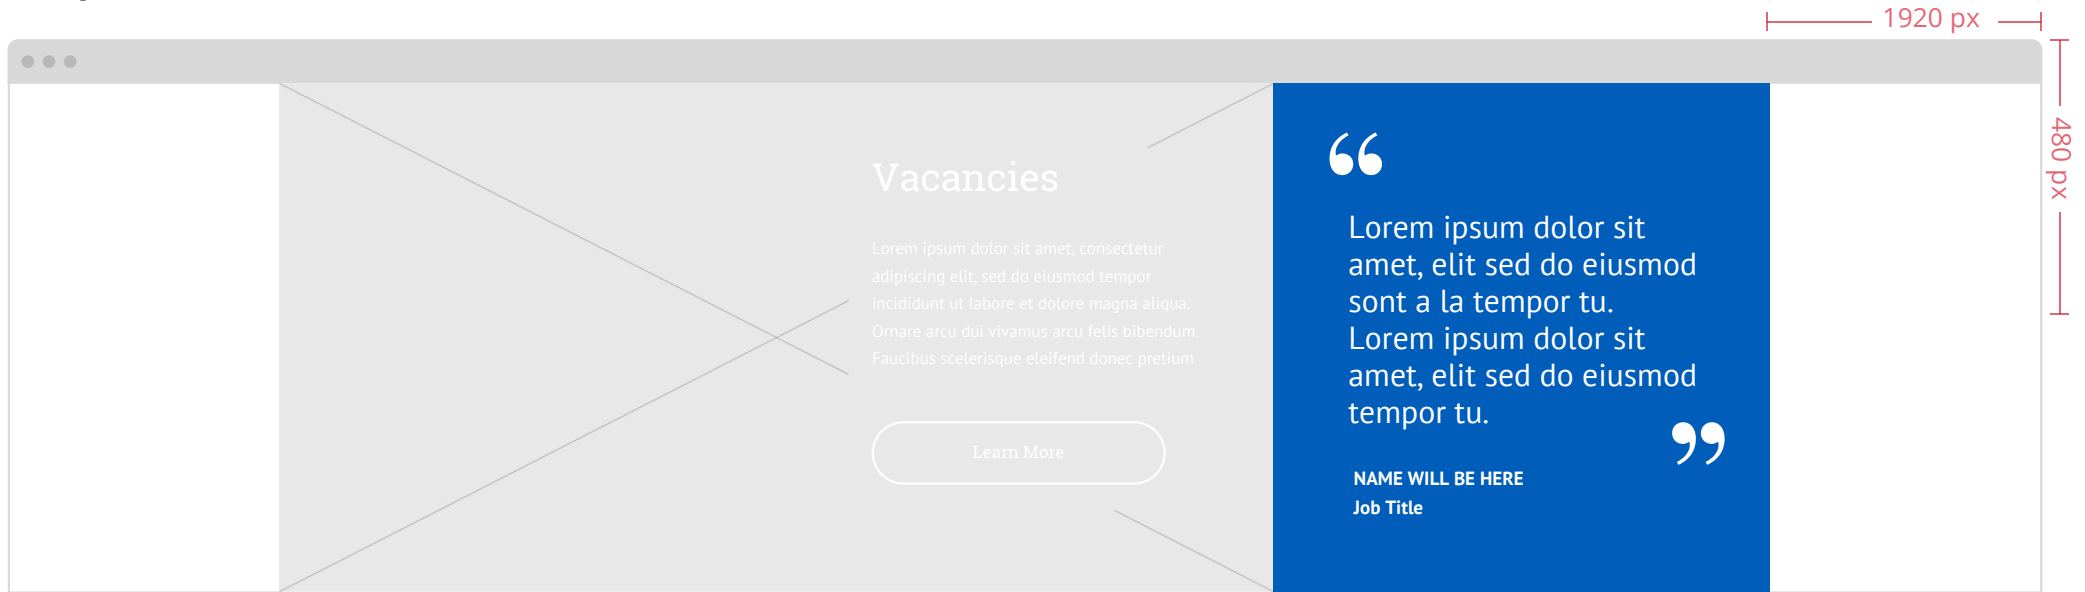 1920 px
480 px
Vacancies
Lorem ipsum dolor sit amet, consectetur
adipiscing elit, sed do eiusmod tempor
incididunt ut labore et dolore magna aliqua.
Ornare arcu dui vivamus arcu felis bibendum.
Faucibus scelerisque eleifend donec pretium
Learn More
“
Lorem ipsum dolor sit
amet, elit sed do eiusmod
sont a la tempor tu.
Lorem ipsum dolor sit
amet, elit sed do eiusmod
tempor tu.
”
NAME WILL BE HERE
Job Title